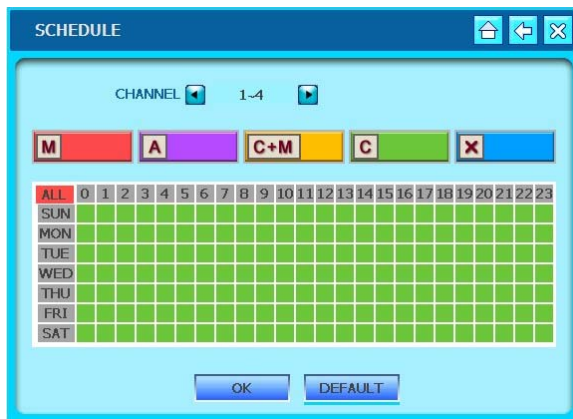 SCHEDULE
CHANNEL 1~4
M A C+M C X
ALL 0 1 2 3 4 5 6 7 8 9 10 11 12 13 14 15 16 17 18 19 20 21 22 23
SUN
MON
TUE
WED
THU
FRI
SAT
OK DEFAULT